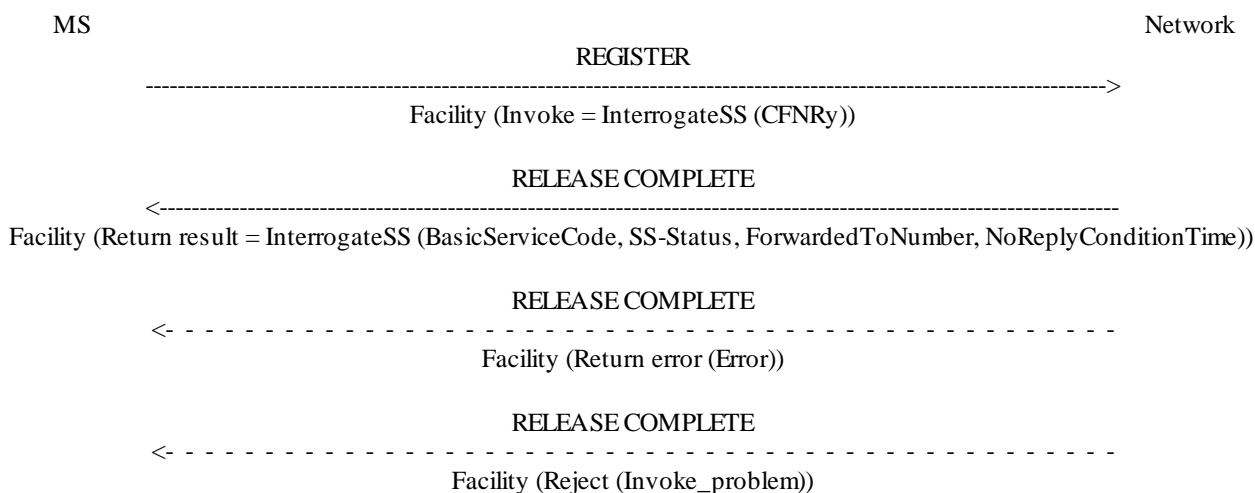 MS Network
REGISTER
Facility (Invoke = InterrogateSS (CFNRy))
RELEASE COMPLETE
Facility (Return result = InterrogateSS (BasicServiceCode, SS-Status, ForwardedToNumber, NoReplyConditionTime))
RELEASE COMPLETE
Facility (Return error (Error))
RELEASE COMPLETE
Facility (Reject (Invoke_problem))